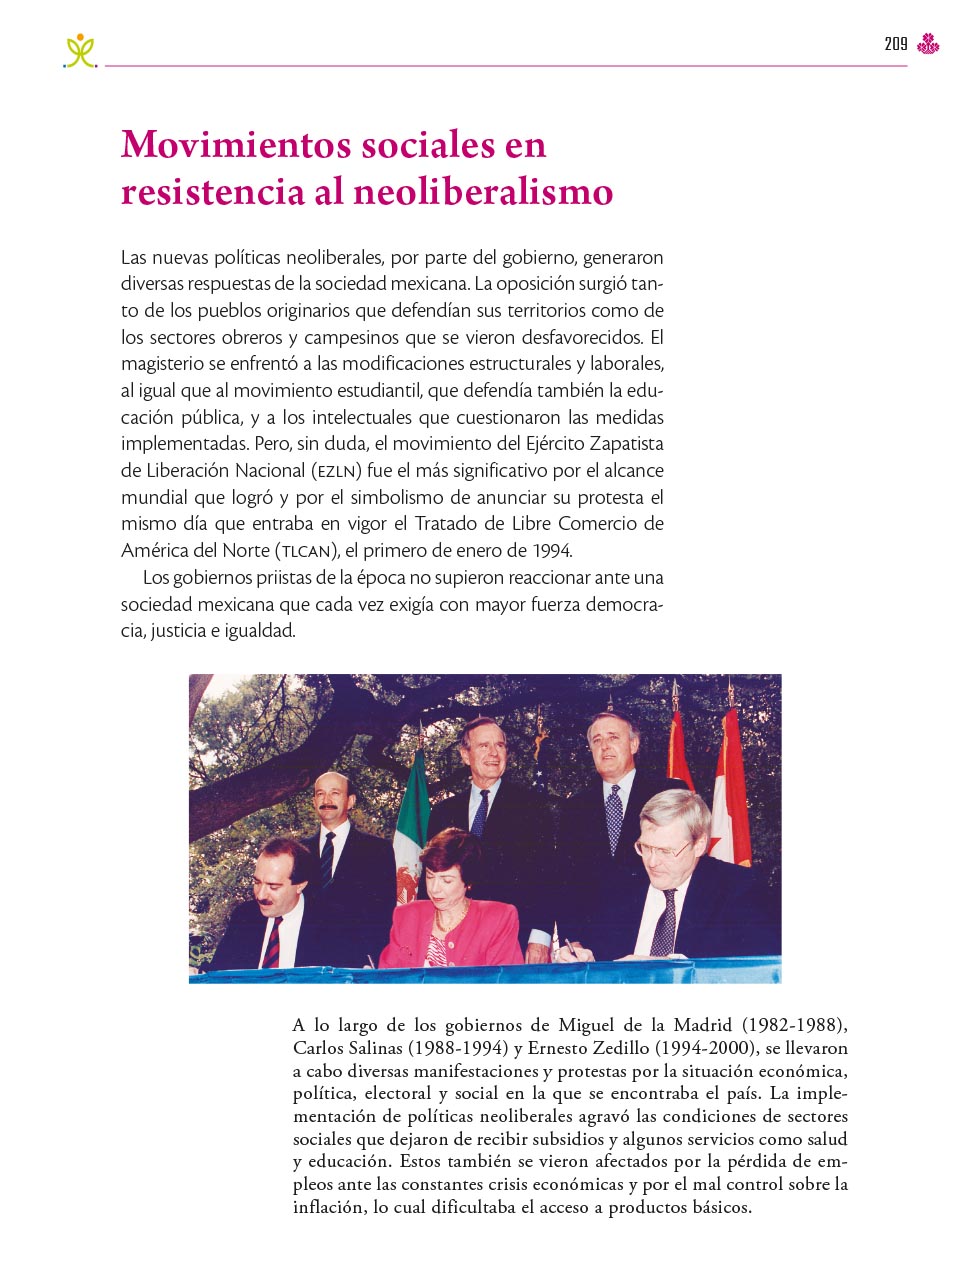 209
Movimientos sociales en
resistencia al neoliberalismo
Las nuevas políticas neoliberales, por parte del gobierno, generaron
diversas respuestas de la sociedad mexicana. La oposición surgió tan-
to de los pueblos originarios que defendían sus territorios como de
los sectores obreros y campesinos que se vieron desfavorecidos. El
magisterio se enfrentó a las modificaciones estructurales y laborales,
al igual que al movimiento estudiantil, que defendía también la edu-
cación pública, y a los intelectuales que cuestionaron las medidas
implementadas. Pero, sin duda, el movimiento del Ejército Zapatista
de Liberación Nacional (EZLN) fue el más significativo por el alcance
mundial que logró y por el simbolismo de anunciar su protesta el
mismo día que entraba en vigor el Tratado de Libre Comercio de
América del Norte (TLCAN), el primero de enero de 1994.
Los gobiernos priistas de la época no supieron reaccionar ante una
sociedad mexicana que cada vez exigía con mayor fuerza democra-
cia, justicia e igualdad.
A lo largo de los gobiernos de Miguel de la Madrid (1982-1988),
Carlos Salinas (1988-1994) y Ernesto Zedillo (1994-2000), se llevaron
a cabo diversas manifestaciones y protestas por la situación económica,
política, electoral y social en la que se encontraba el país. La imple-
mentación de políticas neoliberales agravó las condiciones de sectores
sociales que dejaron de recibir subsidios y algunos servicios como salud
y educación. Estos también se vieron afectados por la pérdida de em-
pleos ante las constantes crisis económicas y por el mal control sobre la
inflación, lo cual dificultaba el acceso a productos básicos.